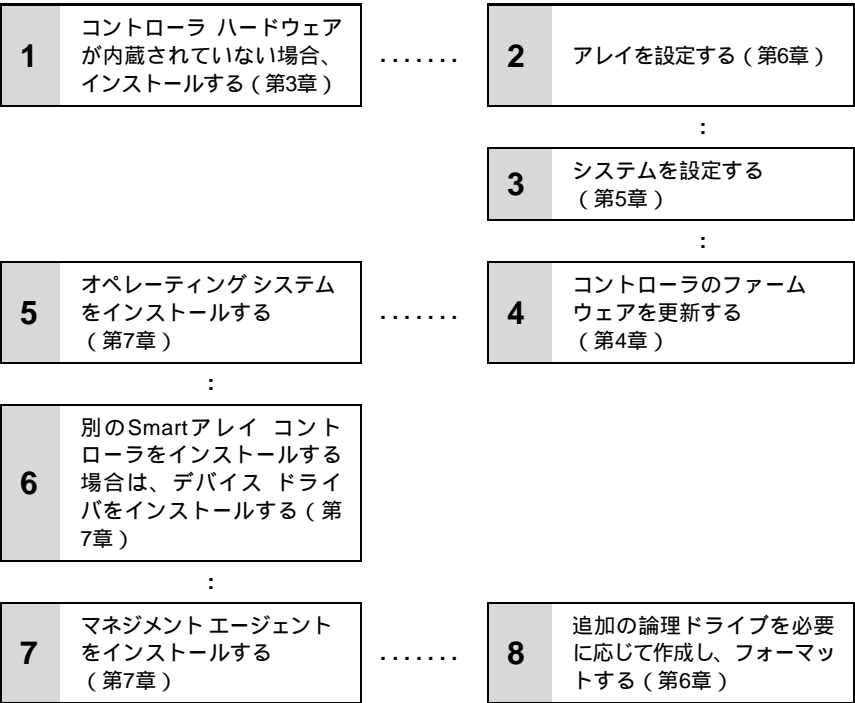 1
コントローラ ハードウェア
が内蔵されていない場合、
インストールする（第3章）
.......
2
アレイを設定する（第6章）
:
3
システムを設定する
（第5章）
:
5
オペレーティング システム
をインストールする
（第7章）
.......
4
コントローラのファーム
ウェアを更新する
（第4章）
:
6
別のSmartアレイ コント
ローラをインストールする
場合は、デバイス ドライ
バをインストールする（第
7章）
:
7
マネジメント エージェント
をインストールする
（第7章）
.......
8
追加の論理ドライブを必要
に応じて作成し、フォーマッ
トする（第6章）